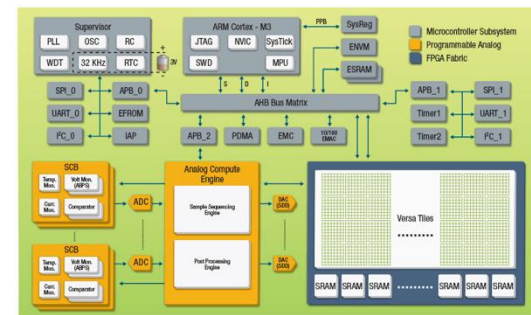 Supervisor
PLL
OSC
RC
WDT
32 KHz
RTC
3V
ARM Cortex - M3
JTAG
NVIC
SysTick
SWD
MPU
PPB
SysReg
ENVM
ESRAM
Microcontroller Subsystem
Programmable Analog
FPGA Fabric
S
D
I
SPI_0
APB_0
UART_0
EFROM
I²C_0
IAP
AHB Bus Matrix
APB_1
SPI_1
Timer1
UART_1
Timer2
I²C_1
APB_2
PDMA
EMC
10/100
EMAC
SCB
Temp.
Mon.
Volt Mon.
(ABPS)
Curr.
Mon.
Comparator
ADC
Analog Compute
Engine
Sample Sequencing
Engine
Post Processing
Engine
DAC
(SDD)
Versa Tiles
SCB
Temp.
Mon.
Volt Mon.
(ABPS)
Curr.
Mon.
Comparator
ADC
DAC
(SDD)
SRAM
SRAM
SRAM
SRAM
SRAM
SRAM